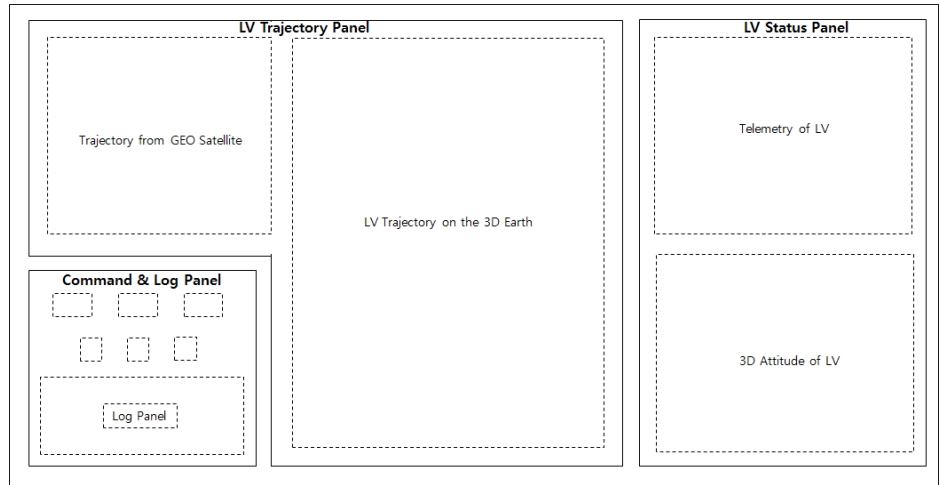 LV Trajectory Panel
Trajectory from GEO Satellite
LV Trajectory on the 3D Earth
Command & Log Panel
Log Panel
LV Status Panel
Telemetry of LV
3D Attitude of LV